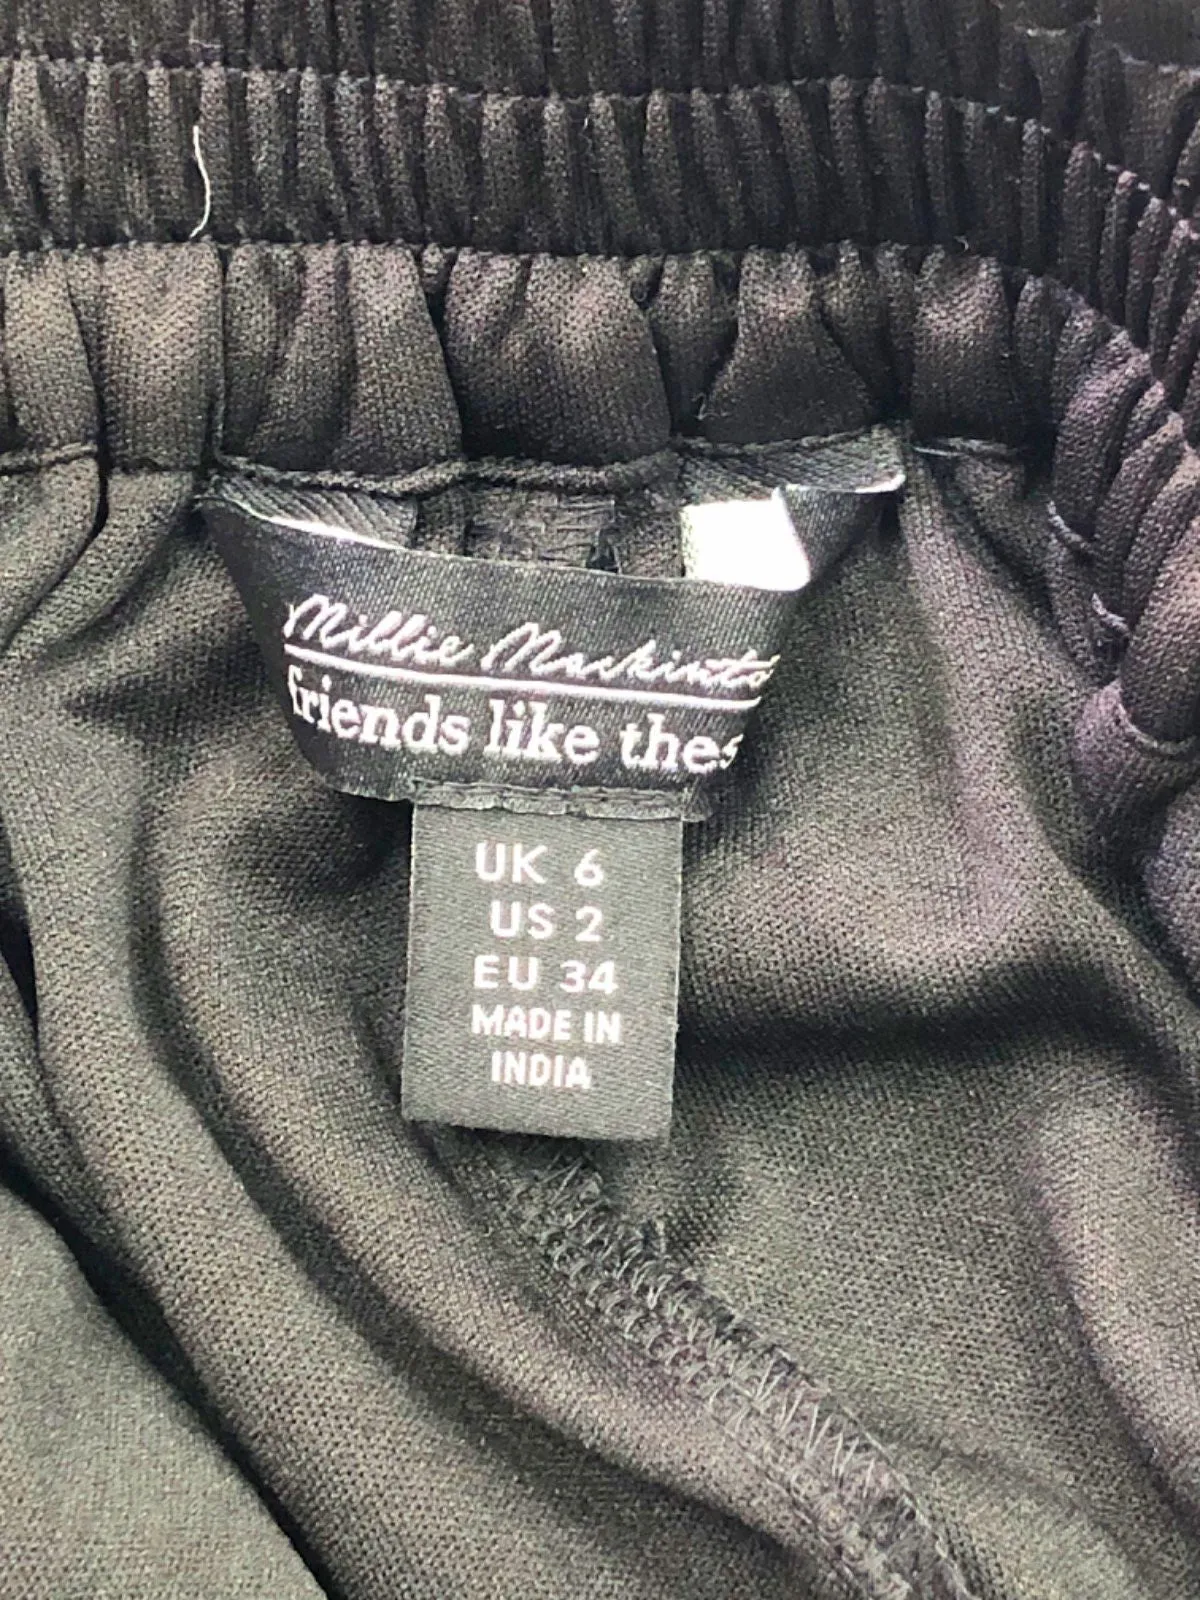 Millie Mackinto
friends like thes
UK 6
US 2
EU 34
MADE IN
INDIA